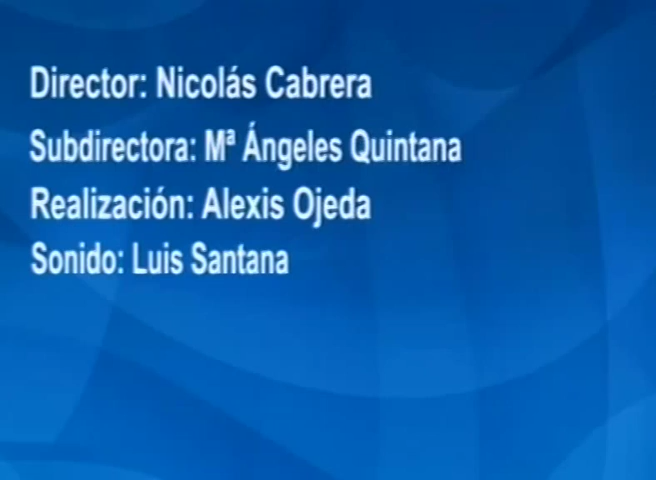 Director: Nicolás Cabrera
Subdirectora: Mª Ángeles Quintana
Realización: Alexis Ojeda
Sonido: Luis Santana